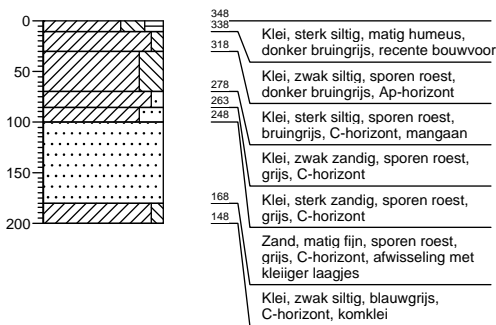 0
50
100
150
200
348
338
318
278
263
248
168
148
Klei, sterk siltig, matig humeus,
donker bruingrijs, recente bouwvoor
Klei, zwak siltig, sporen roest,
donker bruingrijs, Ap-horizont
Klei, sterk siltig, sporen roest,
bruingrijs, C-horizont, mangaan
Klei, zwak zandig, sporen roest,
grijs, C-horizont
Klei, sterk zandig, sporen roest,
grijs, C-horizont
Zand, matig fijn, sporen roest,
grijs, C-horizont, afwisseling met
kleiiger laagjes
Klei, zwak siltig, blauwgrijs,
C-horizont, komklei